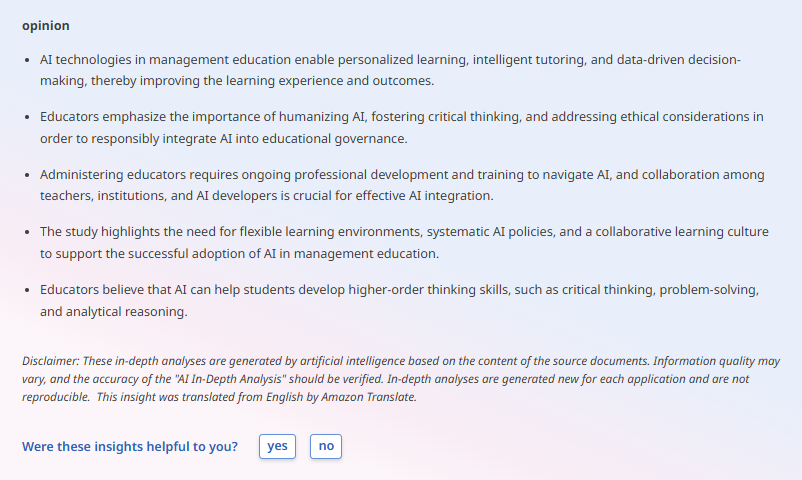 opinion
• AI technologies in management education enable personalized learning, intelligent tutoring, and data-driven decision-
making, thereby improving the learning experience and outcomes.
• Educators emphasize the importance of humanizing AI, fostering critical thinking, and addressing ethical considerations in
order to responsibly integrate AI into educational governance.
• Administering educators requires ongoing professional development and training to navigate AI, and collaboration among
teachers, institutions, and AI developers is crucial for effective AI integration.
• The study highlights the need for flexible learning environments, systematic AI policies, and a collaborative learning culture
to support the successful adoption of AI in management education.
• Educators believe that AI can help students develop higher-order thinking skills, such as critical thinking, problem-solving,
and analytical reasoning.
Disclaimer: These in-depth analyses are generated by artificial intelligence based on the content of the source documents. Information quality may
vary, and the accuracy of the "AI In-Depth Analysis" should be verified. In-depth analyses are generated new for each application and are not
reproducible.  This insight was translated from English by Amazon Translate.
Were these insights helpful to you? yes no